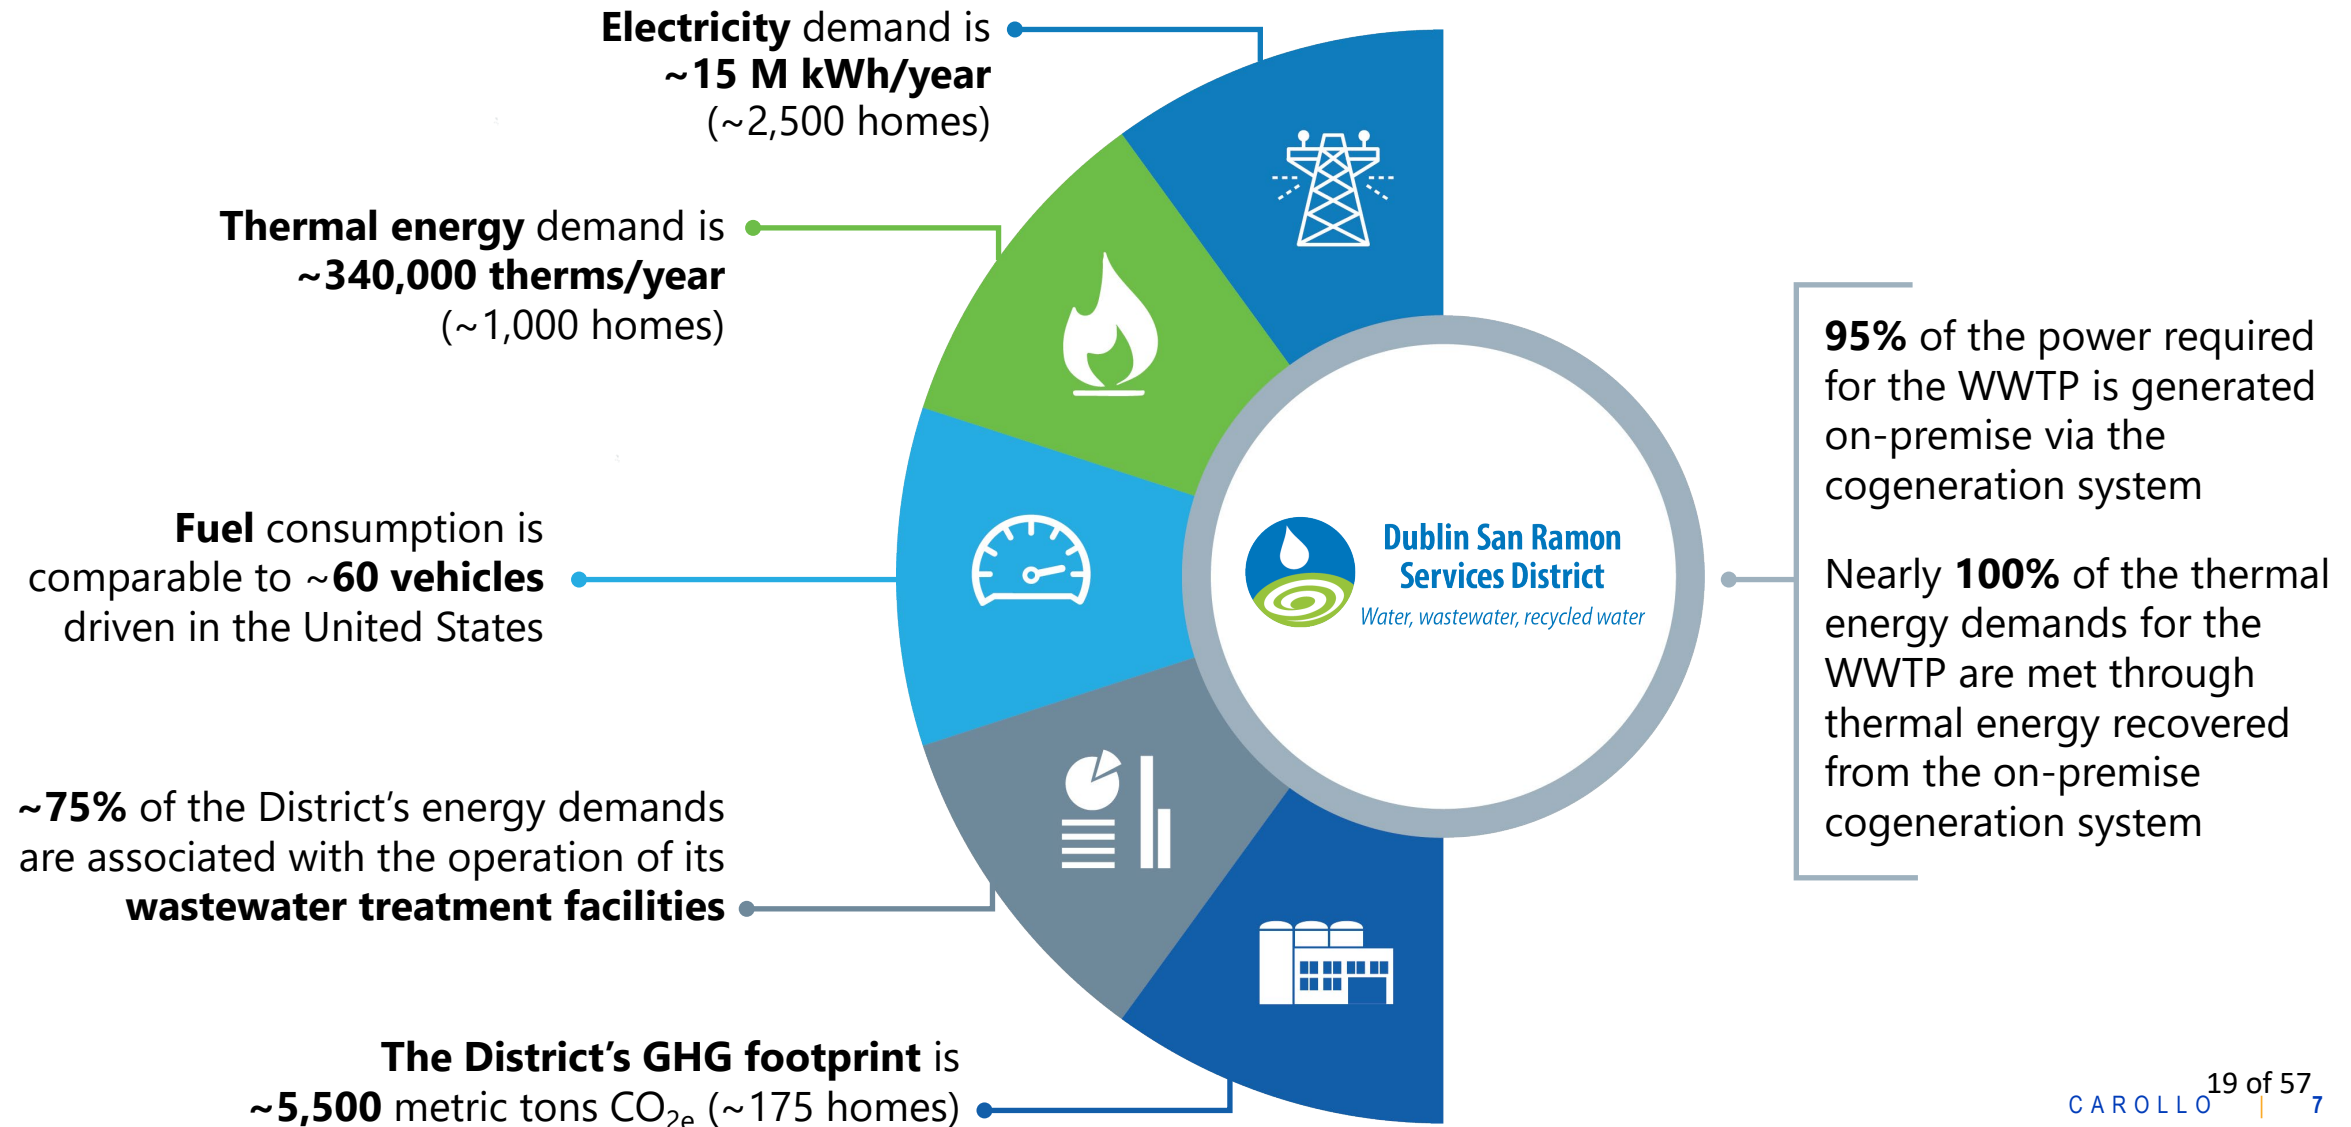 Electricity demand is
~15 M kWh/year
(~2,500 homes)
Thermal energy demand is
~340,000 therms/year
(~1,000 homes)
Fuel consumption is
comparable to ~60 vehicles
driven in the United States
~75% of the District's energy demands
are associated with the operation of its
wastewater treatment facilities
The District's GHG footprint is
~5,500 metric tons CO2e (~175 homes)
Dublin San Ramon
Services District
Water, wastewater, recycled water
95% of the power required
for the WWTP is generated
on-premise via the
cogeneration system
Nearly 100% of the thermal
energy demands for the
WWTP are met through
thermal energy recovered
from the on-premise
cogeneration system
19 of 57
CAROLLO | 7